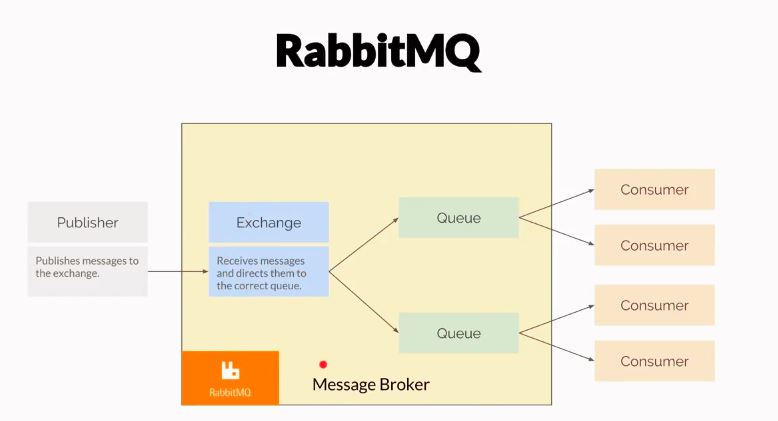 RabbitMQ
Publisher
Publishes messages to
the exchange.
Exchange
Receives messages
and directs them to
the correct queue.
Queue
Queue
Consumer
Consumer
Consumer
Consumer
RabbitMQ
Message Broker